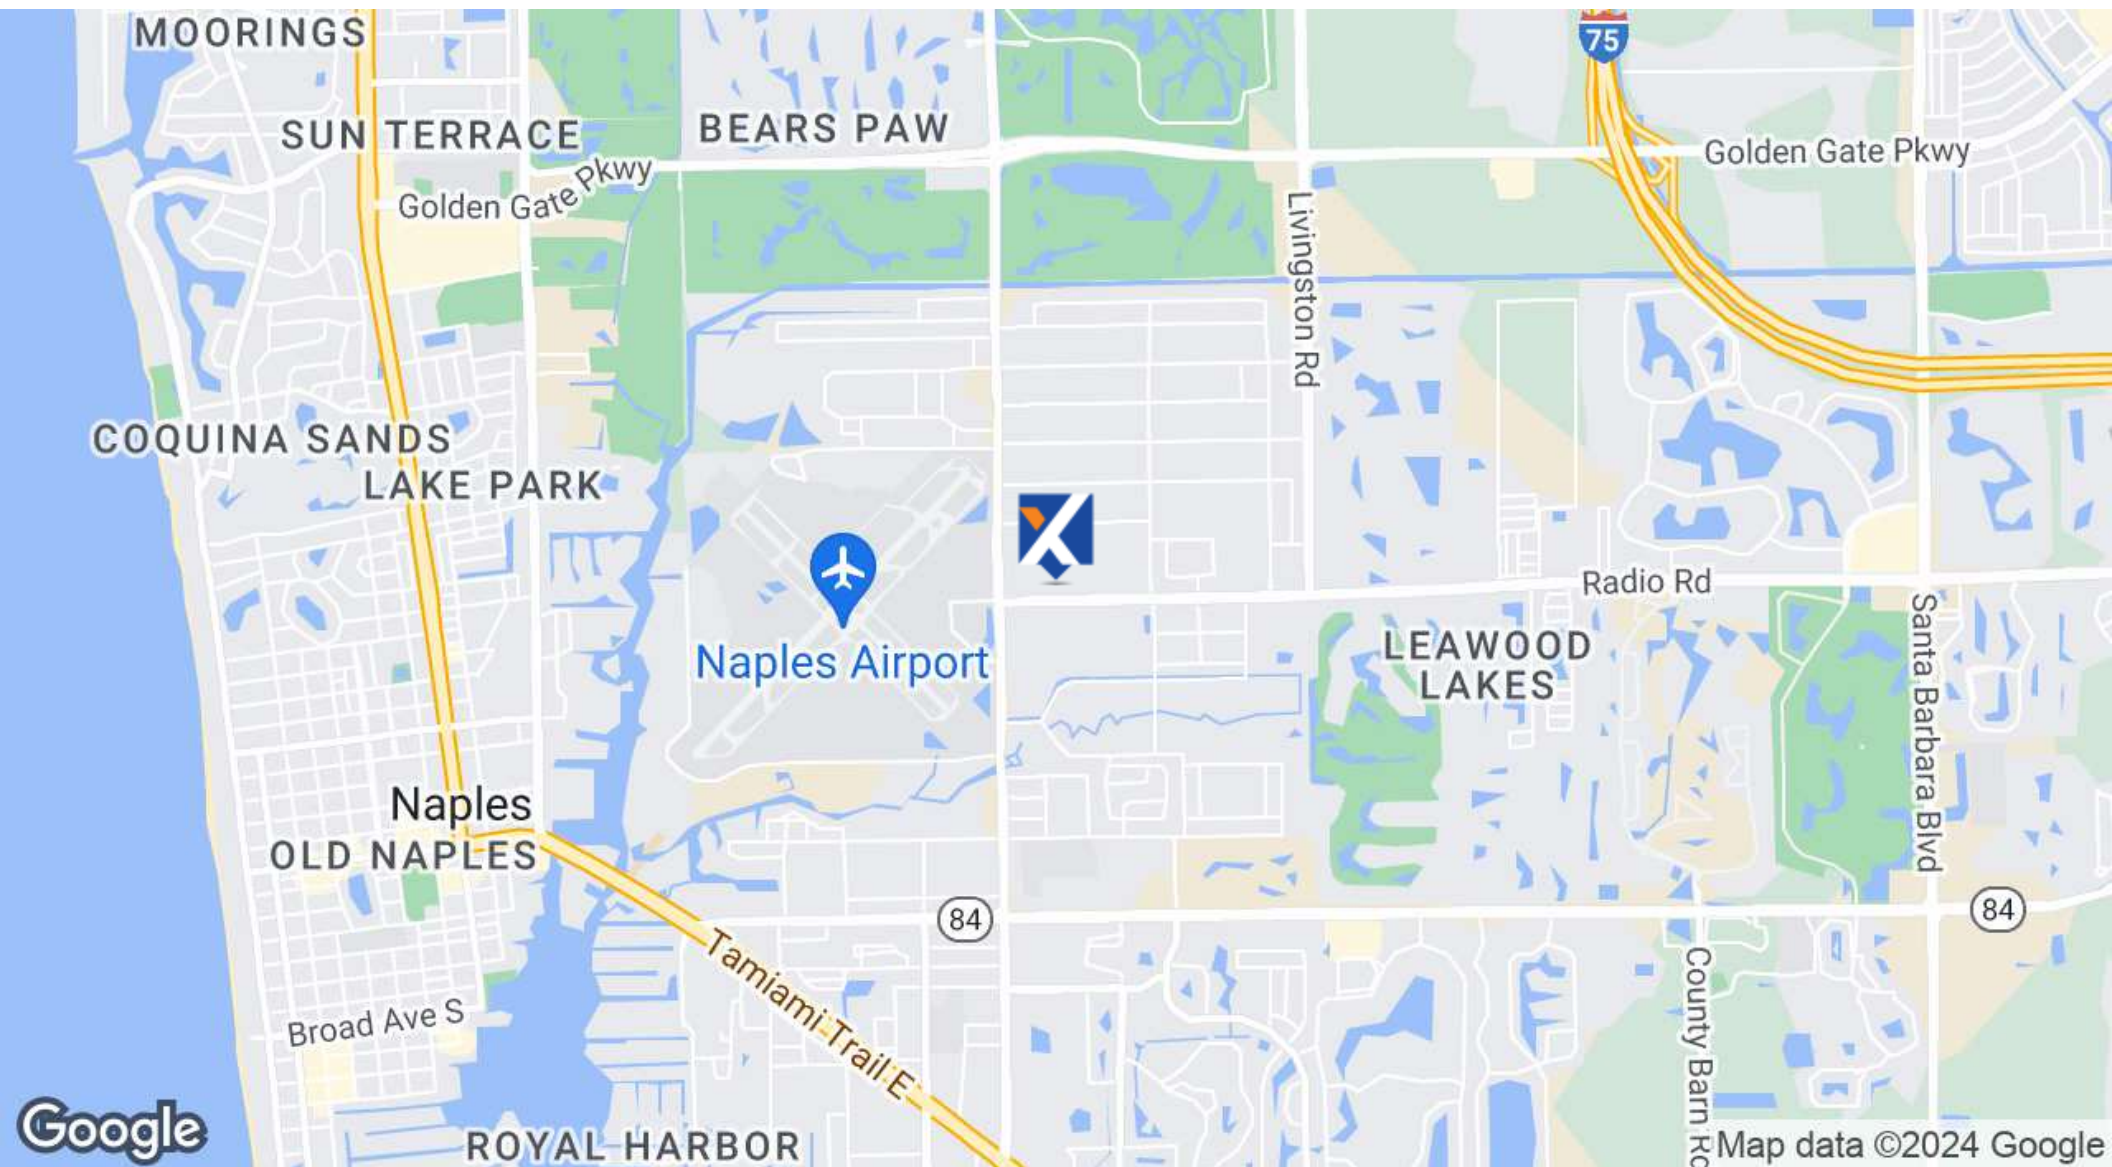 MOORINGS
75
SUN TERRACE
BEARS PAW
Golden Gate Pkwy
Golden Gate Pkwy
Livingston Rd
COQUINA SANDS
LAKE PARK
Radio Rd
Naples Airport
LEAWOOD
LAKES
Santa Barbara Blvd
Naples
OLD NAPLES
84
84
Tamiami Trail E
Broad Ave S
County Barn Rd
Google
ROYAL HARBOR
Map data ©2024 Google